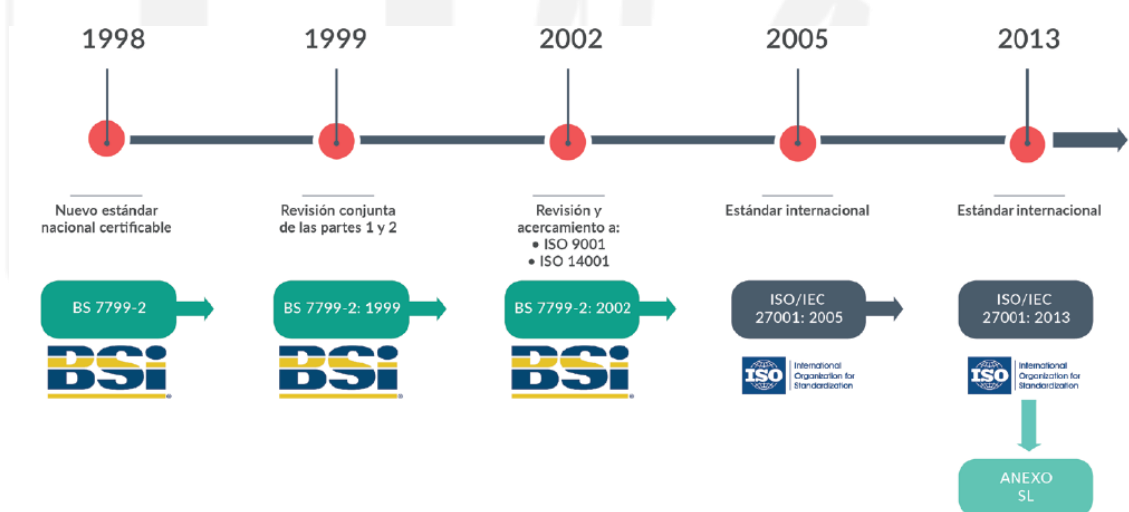 1998
1999
2002
2005
2013
Nuevo estándar
nacional certificable
Revisión conjunta
de las partes 1 y 2
Revisión y
acercamiento a:
• ISO 9001
• ISO 14001
Estándar internacional
Estándar internacional
BS 7799-2
BS 7799-2: 1999
BS 7799-2: 2002
ISO/IEC
27001: 2005
ISO/IEC
27001: 2013
BSi
BSi
BSi
ISO
International
Organization for
Standardization
ISO
International
Organization for
Standardization
ANEXO
SL